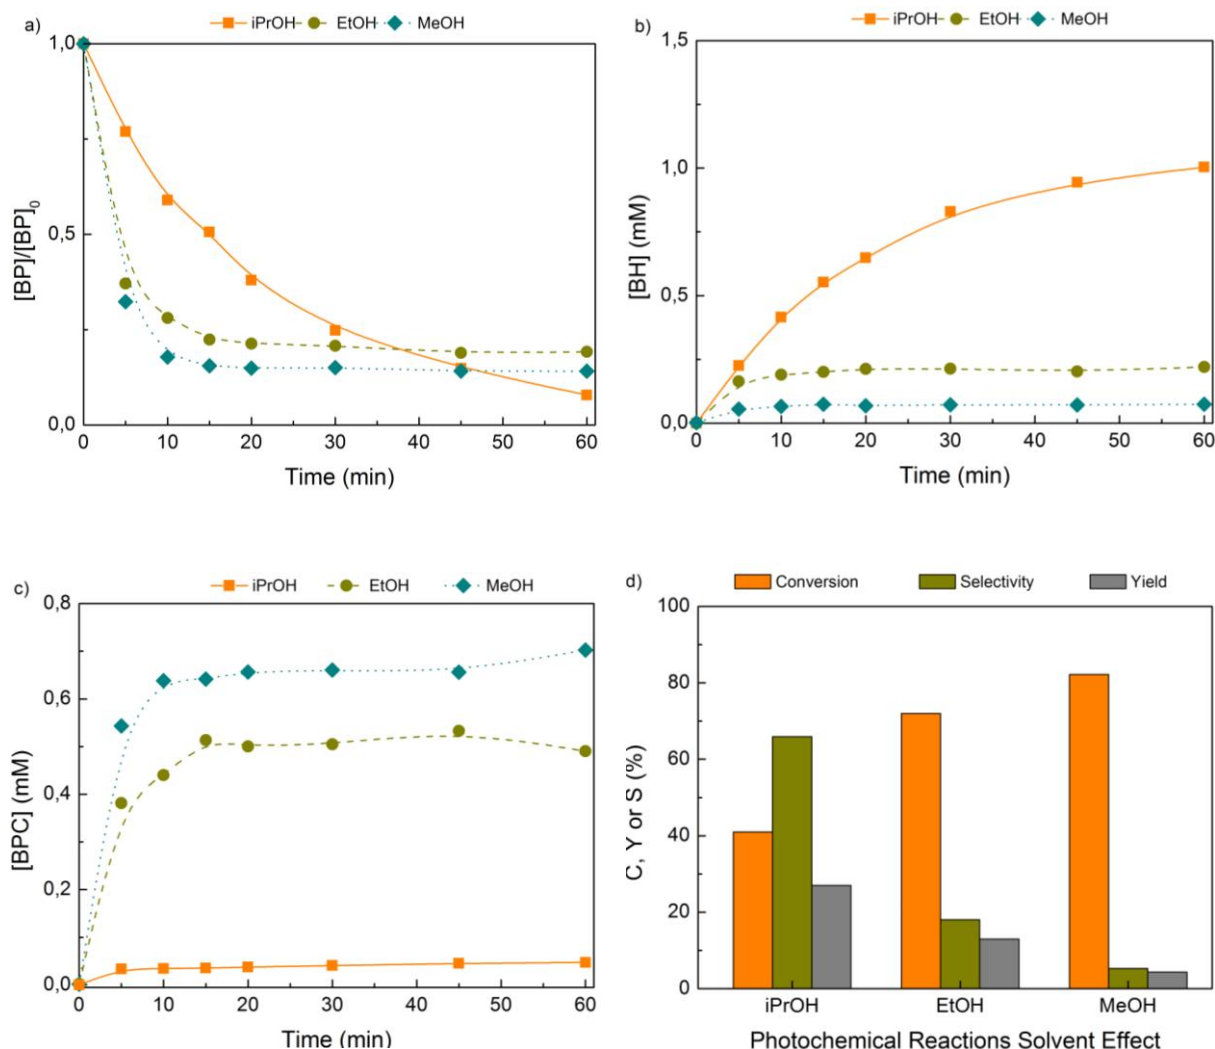 a)
iPrOH EtOH MeOH
1,0
0,5
0,0
[BP]/[BP]0
0 10 20 30 40 50 60
Time (min)
b)
iPrOH EtOH MeOH
1,5
1,0
0,5
0,0
[BH] (mM)
0 10 20 30 40 50 60
Time (min)
c)
iPrOH EtOH MeOH
0,8
0,6
0,4
0,2
0,0
[BPC] (mM)
0 10 20 30 40 50 60
Time (min)
d)
Conversion Selectivity Yield
100
80
60
40
20
0
C, Y or S (%)
iPrOH EtOH MeOH
Photochemical Reactions Solvent Effect